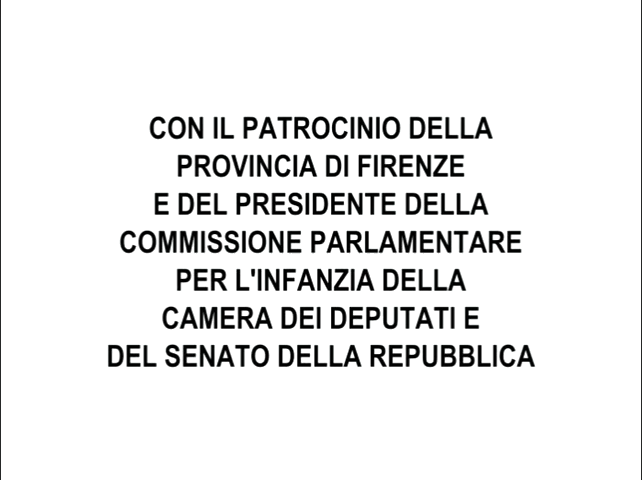 CON IL PATROCINIO DELLA
PROVINCIA DI FIRENZE
E DEL PRESIDENTE DELLA
COMMISSIONE PARLAMENTARE
PER L'INFANZIA DELLA
CAMERA DEI DEPUTATI E
DEL SENATO DELLA REPUBBLICA